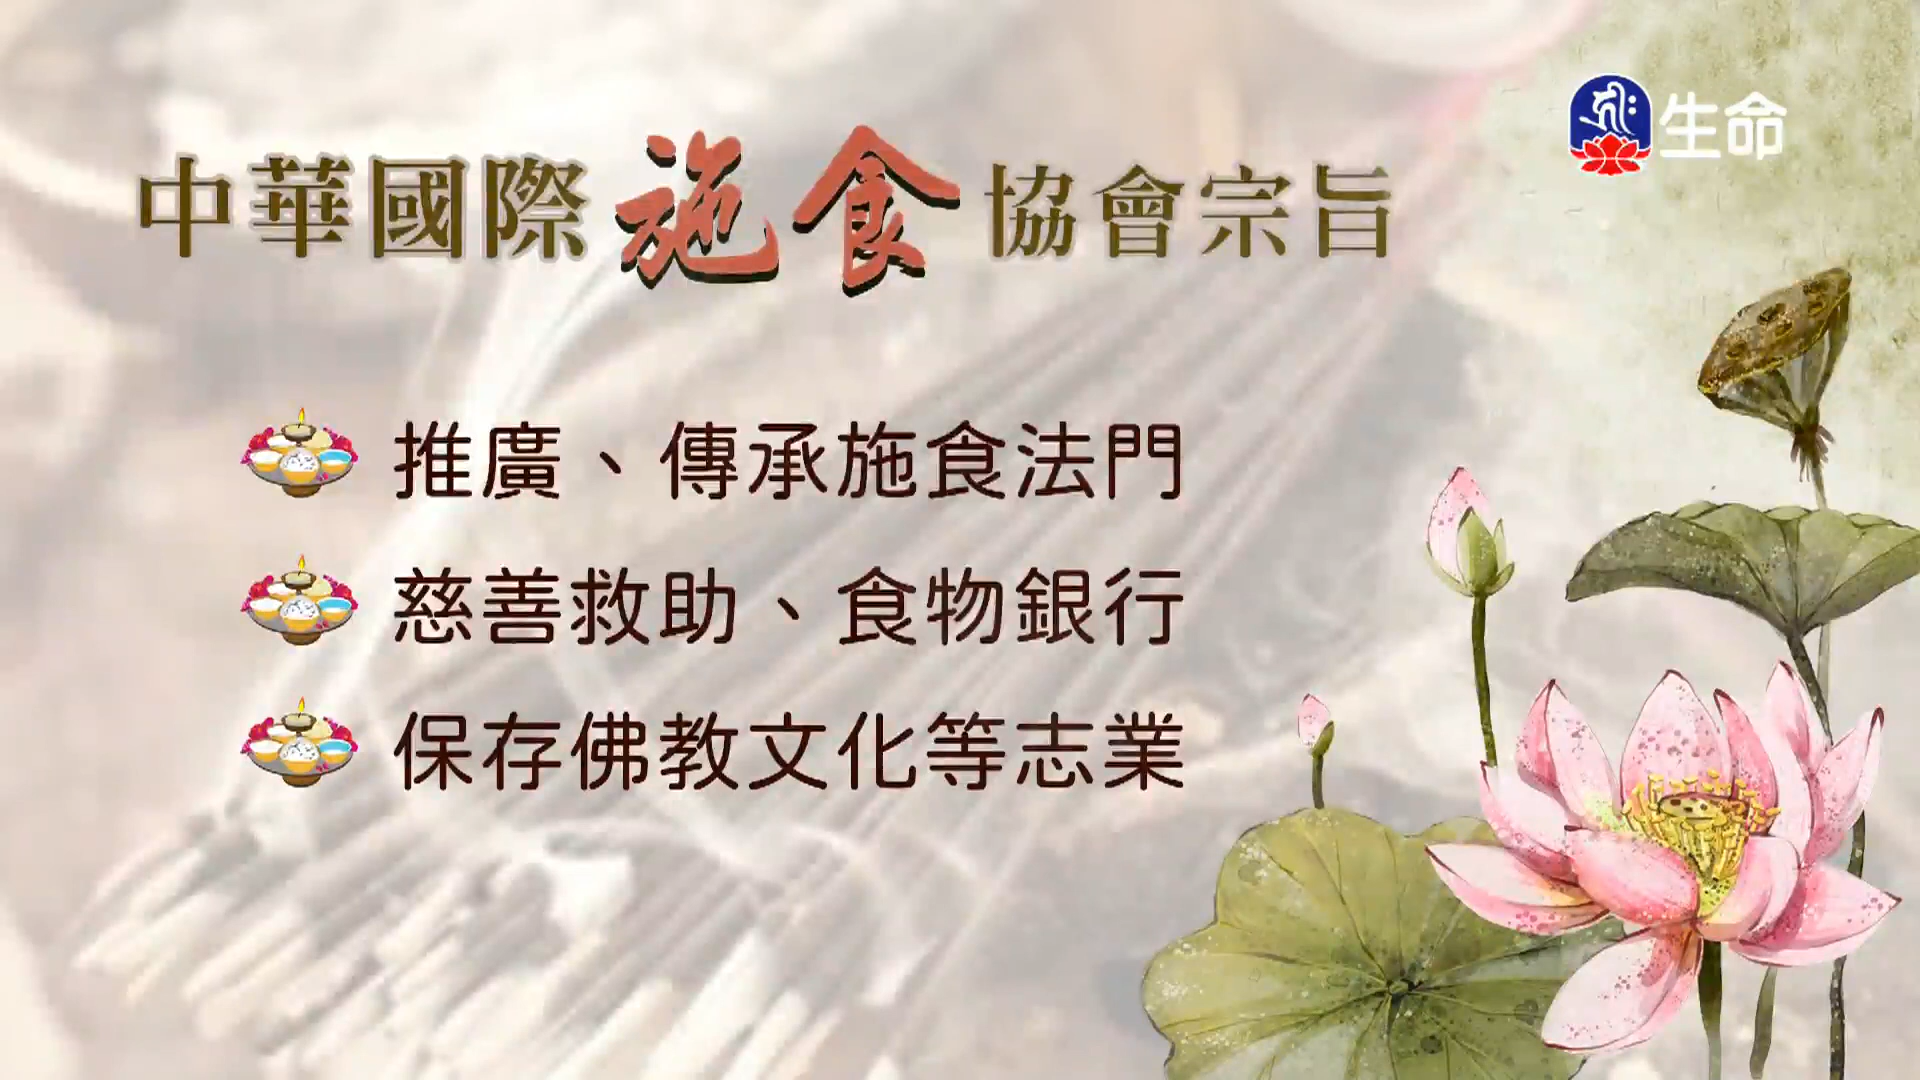 生命
中華國際施食協會宗旨
推廣、傳承施食法門
慈善救助、食物銀行
保存佛教文化等志業